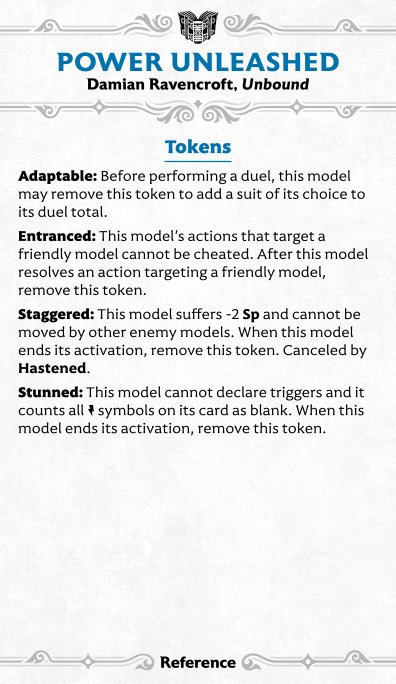 POWER UNLEASHED
Damian Ravencroft, Unbound
Tokens
Adaptable: Before performing a duel, this model
may remove this token to add a suit of its choice to
its duel total.
Entranced: This model's actions that target a
friendly model cannot be cheated. After this model
resolves an action targeting a friendly model,
remove this token.
Staggered: This model suffers -2 Sp and cannot be
moved by other enemy models. When this model
ends its activation, remove this token. Canceled by
Hastened.
Stunned: This model cannot declare triggers and it
counts all symbols on its card as blank. When this
model ends its activation, remove this token.
Reference